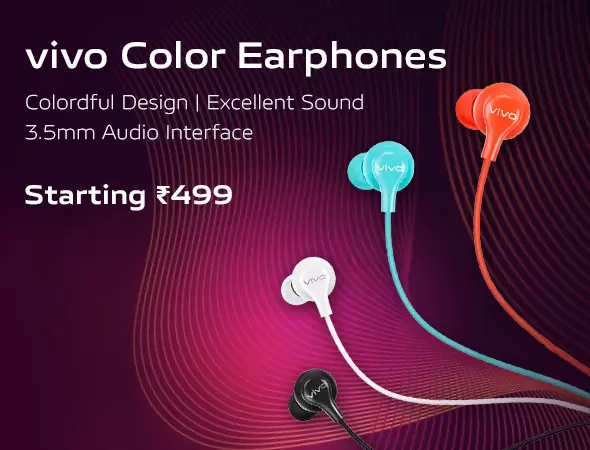 vivo Color Earphones
Colordful Design | Excellent Sound
3.5mm Audio Interface
Starting ₹499
vivo
vivo
vivo
vivo